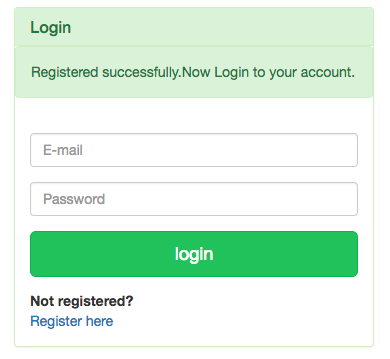 Login
Registered successfully.Now Login to your account.
E-mail
Password
login
Not registered?
Register here